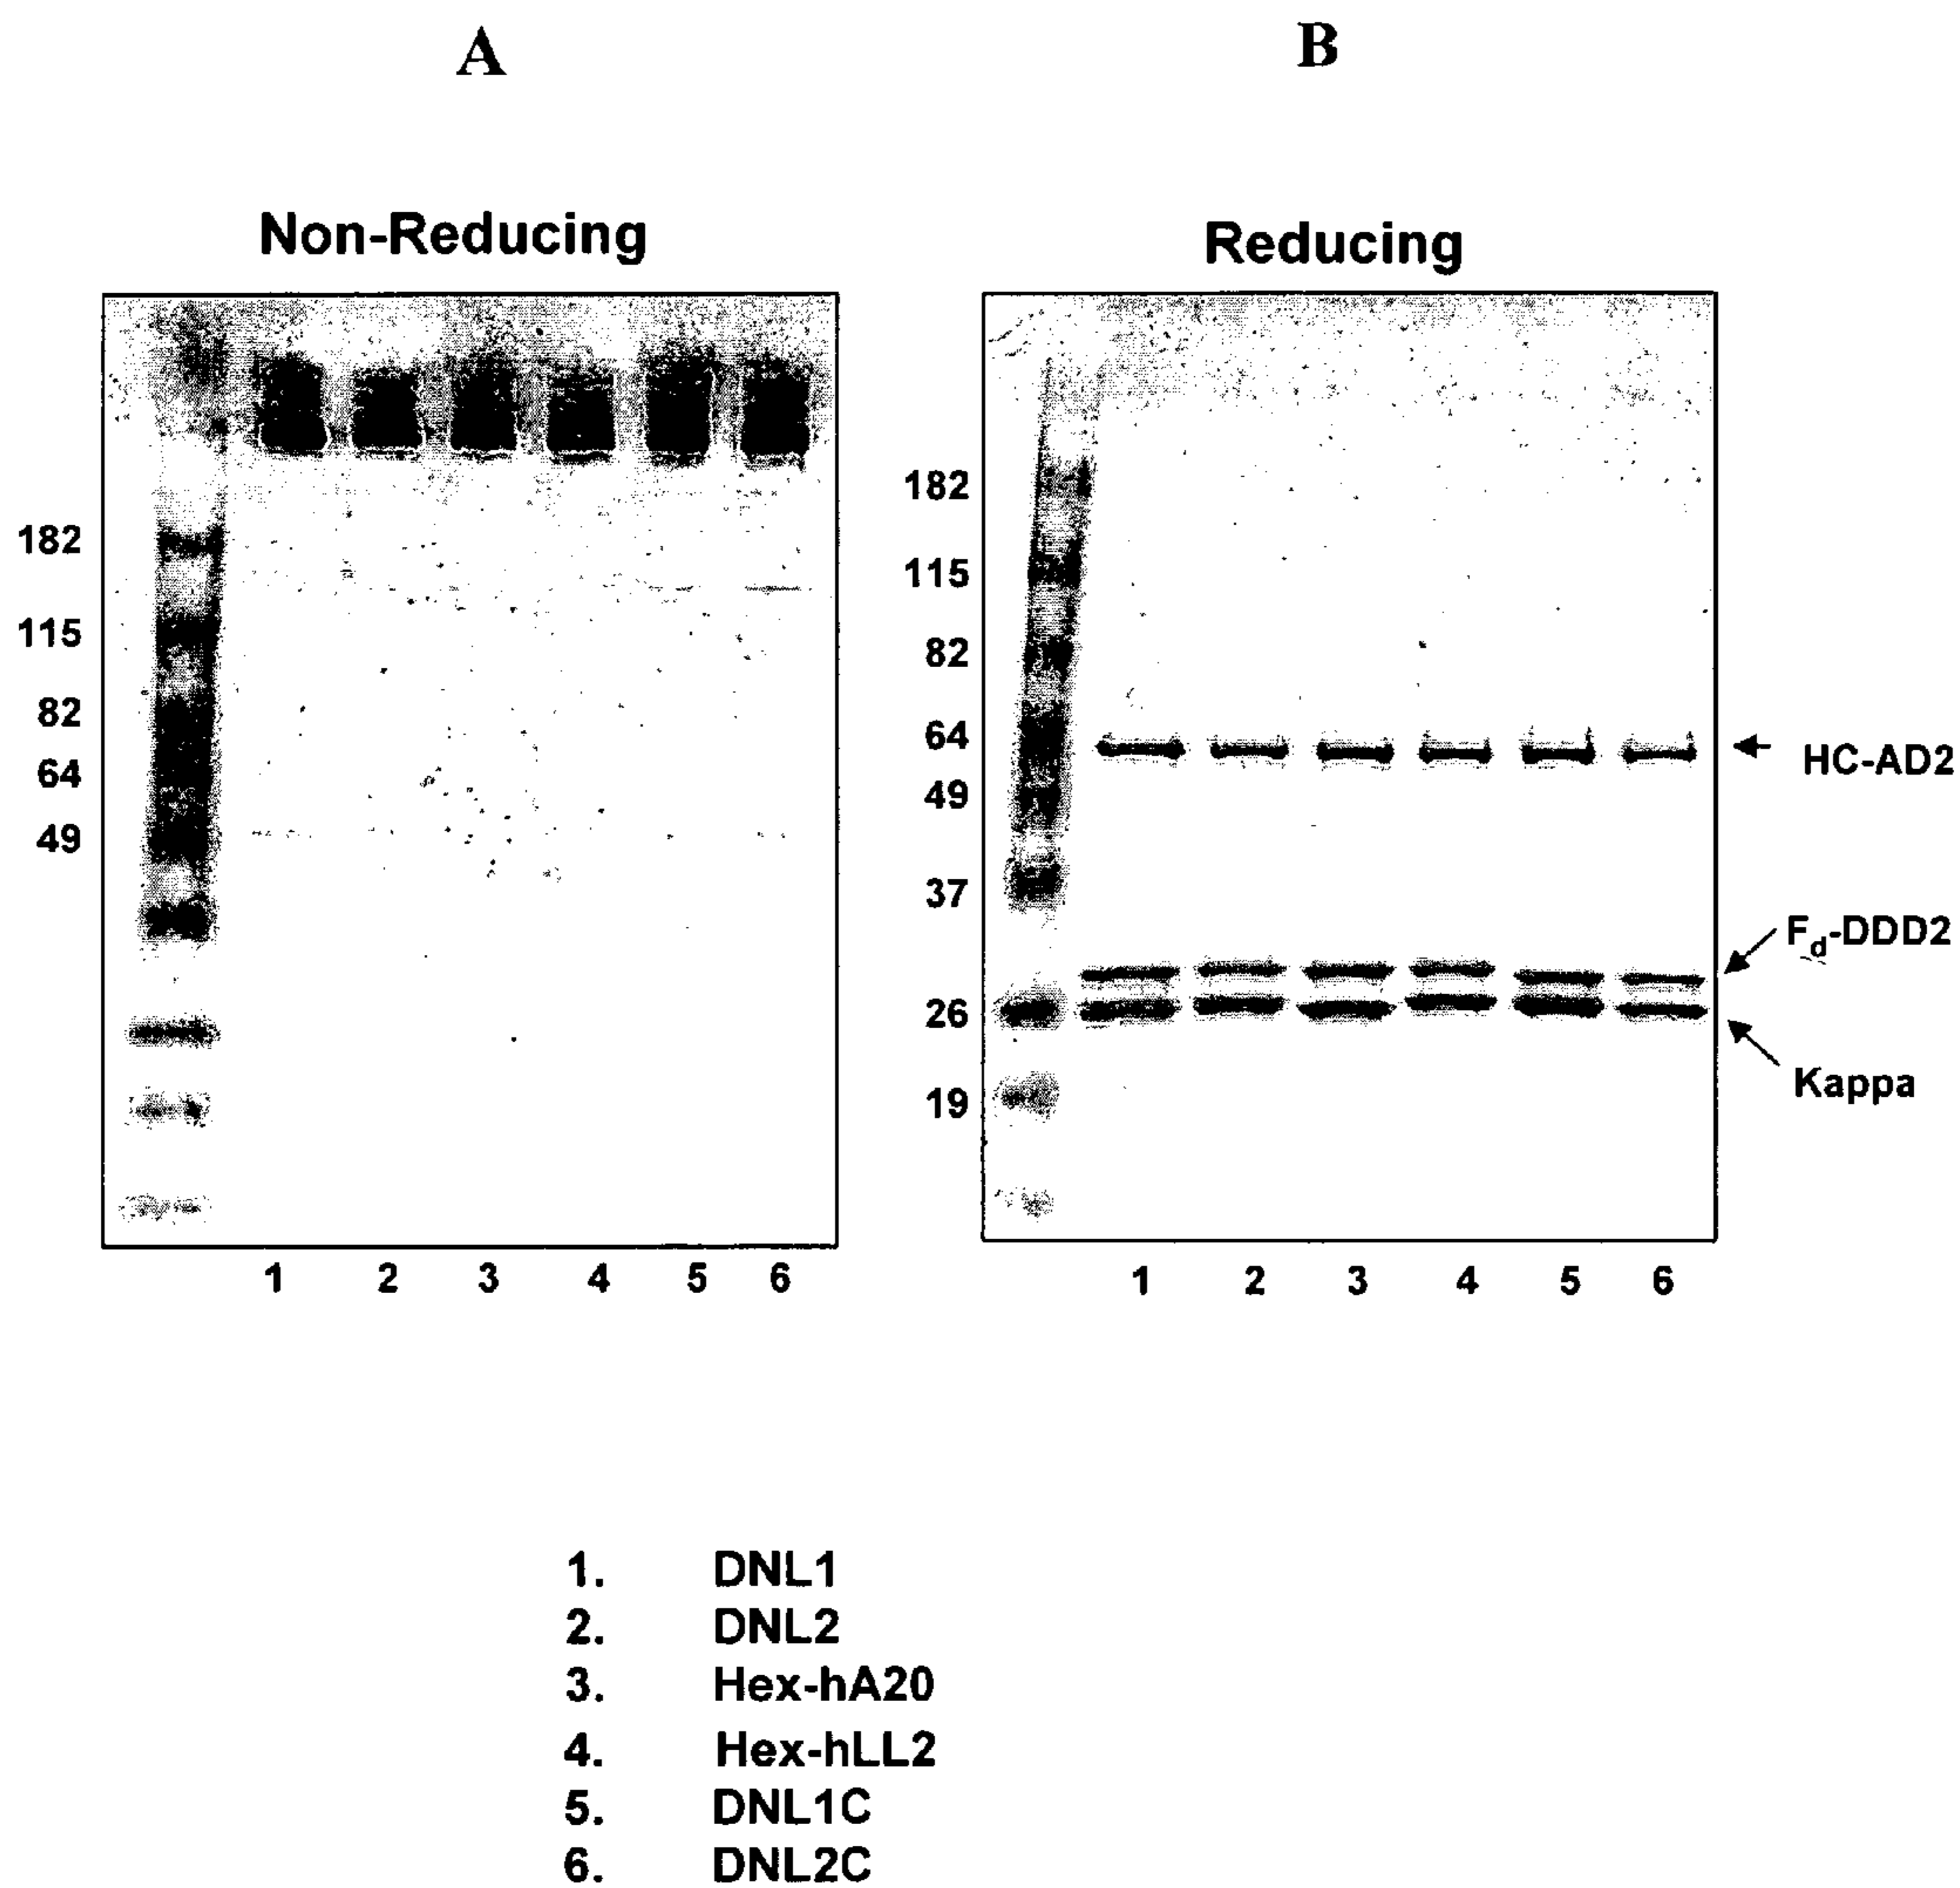 A
B
Non-Reducing
Reducing
182
115
82
64
49
1 2 3 4 5 6
182
115
82
64
49
37
26
19
HC-AD2
Fd-DDD2
Kappa
1 2 3 4 5 6
1. DNL1
2. DNL2
3. Hex-hA20
4. Hex-hLL2
5. DNL1C
6. DNL2C